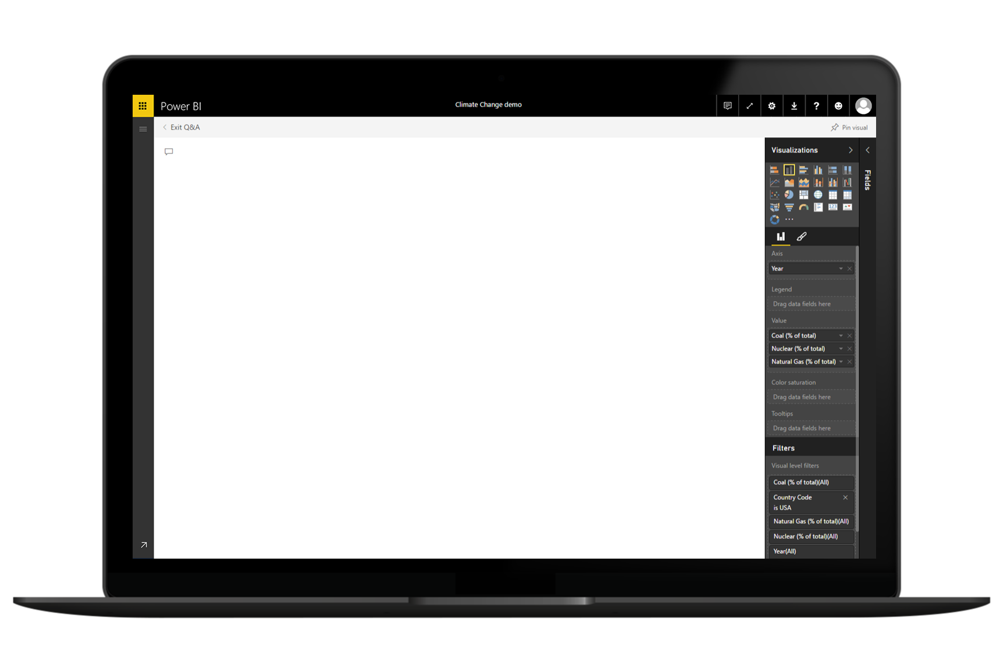 Power BI
Climate Change demo
?
Exit Q&A
Pin visual
Visualizations
Fields
123
Axis
Year
Legend
Drag data fields here
Value
Coal (% of total)
Nuclear (% of total)
Natural Gas (% of total)
Color saturation
Drag data fields here
Tooltips
Drag data fields here
Filters
Visual level filters
Coal (% of total)(All)
Country Code
is USA
Natural Gas (% of total)(All)
Nuclear (% of total)(All)
Year(All)